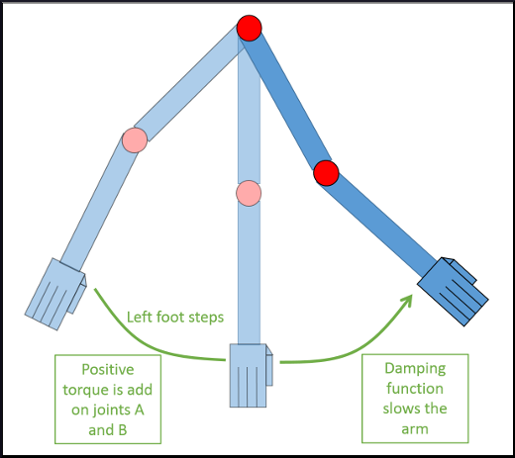 Left foot steps
Positive
torque is add
on joints A
and B
Damping
function
slows the
arm